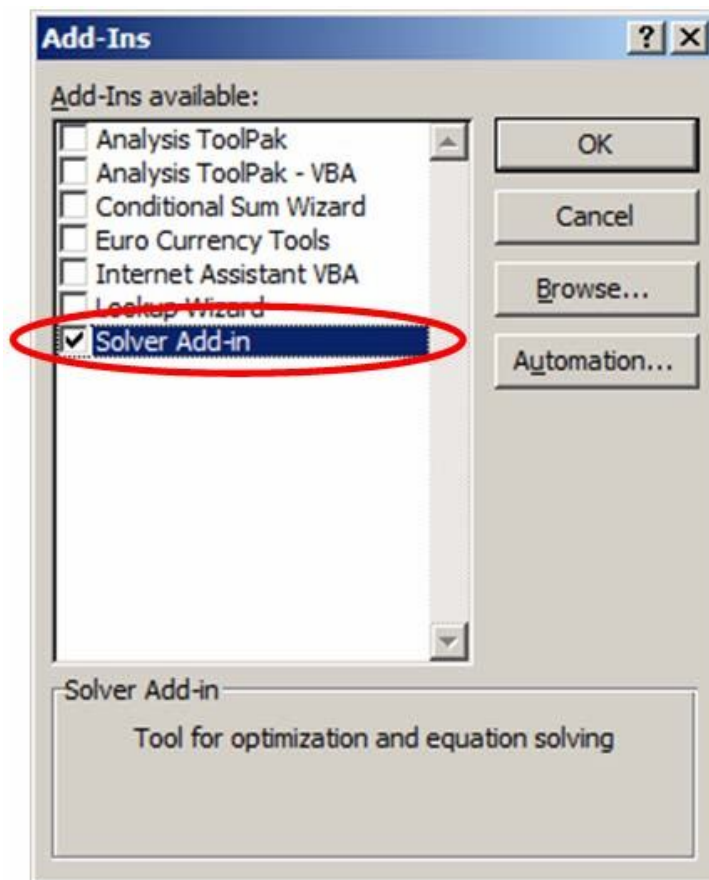 Add-Ins
Add-Ins available:
Analysis ToolPak
Analysis ToolPak - VBA
Conditional Sum Wizard
Euro Currency Tools
Internet Assistant VBA
Lookup Wizard
Solver Add-in
OK
Cancel
Browse...
Automation...
Solver Add-in
Tool for optimization and equation solving